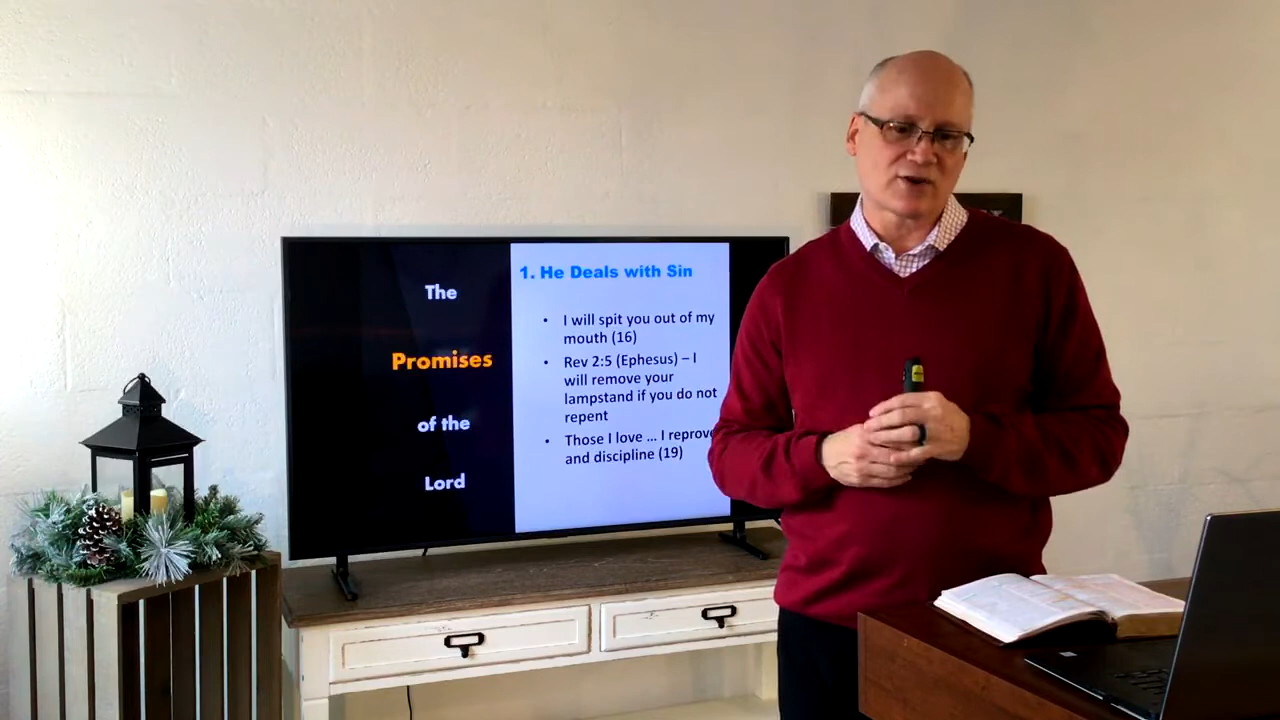 The
Promises
of the
Lord
1. He Deals with Sin
• I will spit you out of my
mouth (16)
• Rev 2:5 (Ephesus) – I
will remove your
lampstand if you do not
repent
• Those I love ... I reprove
and discipline (19)